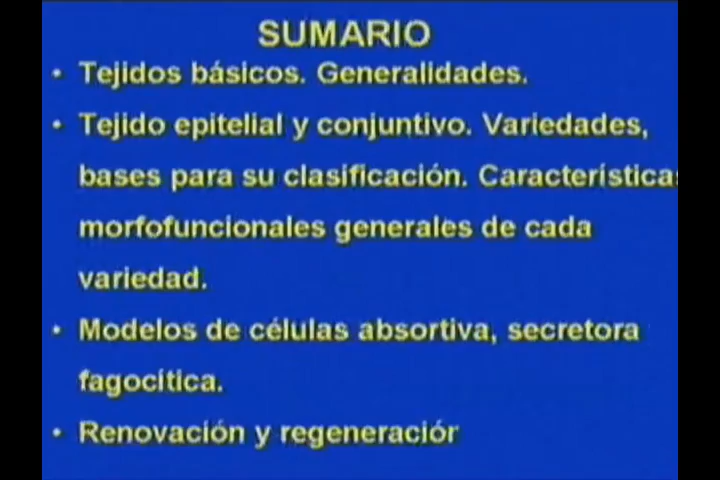 SUMARIO
• Tejidos básicos. Generalidades.
• Tejido epitelial y conjuntivo. Variedades,
bases para su clasificación. Característica
morfofuncionales generales de cada
variedad.
• Modelos de células absortiva, secretora
fagocítica.
• Renovación y regeneració